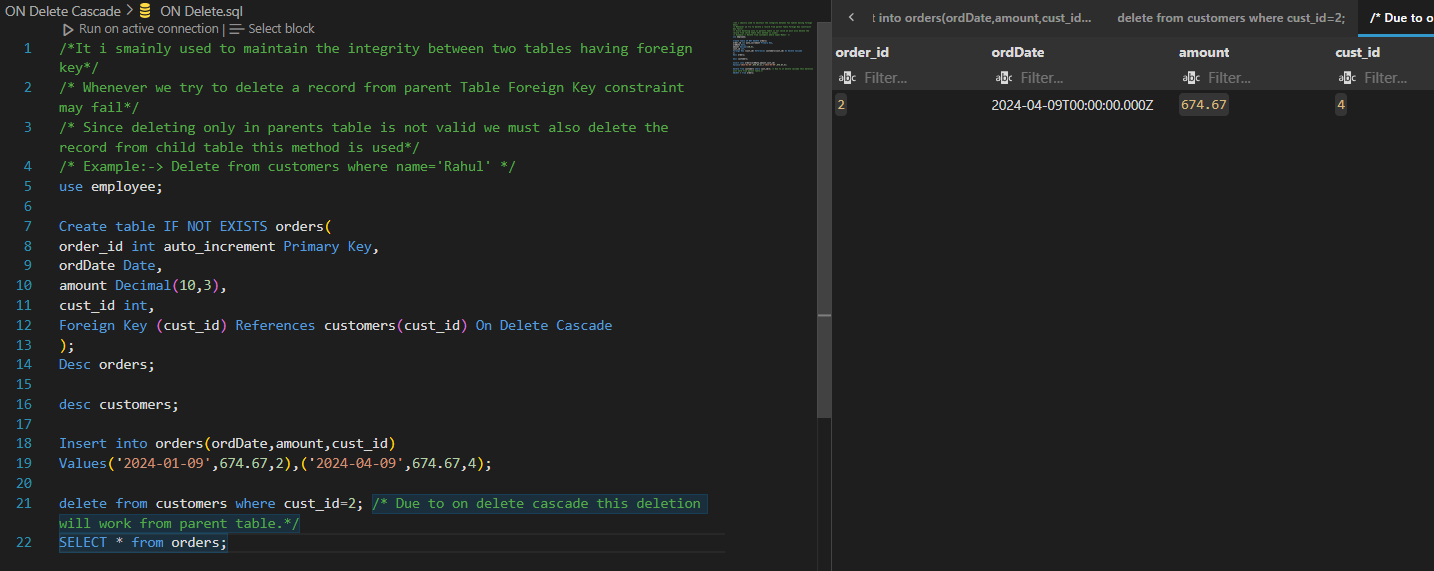 ON Delete Cascade > ON Delete.sql
Run on active connection | Select block
1 /*It i smainly used to maintain the integrity between two tables having foreign
key*/
2 /* Whenever we try to delete a record from parent Table Foreign Key constraint
may fail*/
3 /* Since deleting only in parents table is not valid we must also delete the
record from child table this method is used*/
4 /* Example:-> Delete from customers where name='Rahul' */
5 use employee;
6
7 Create table IF NOT EXISTS orders(
8 order_id int auto_increment Primary Key,
9 ordDate Date,
10 amount Decimal(10,3),
11 cust_id int,
12 Foreign Key (cust_id) References customers(cust_id) On Delete Cascade
13 );
14 Desc orders;
15
16 desc customers;
17
18 Insert into orders(ordDate,amount,cust_id)
19 Values('2024-01-09',674.67,2),('2024-04-09',674.67,4);
20
21 delete from customers where cust_id=2; /* Due to on delete cascade this deletion
will work from parent table.*/
22 SELECT * from orders;
t into orders(ordDate,amount,cust_id... delete from customers where cust_id=2; /* Due to o
order_id ordDate amount cust_id
abc Filter... abc Filter... abc Filter... abc Filter...
2 2024-04-09T00:00:00.000Z 674.67 4